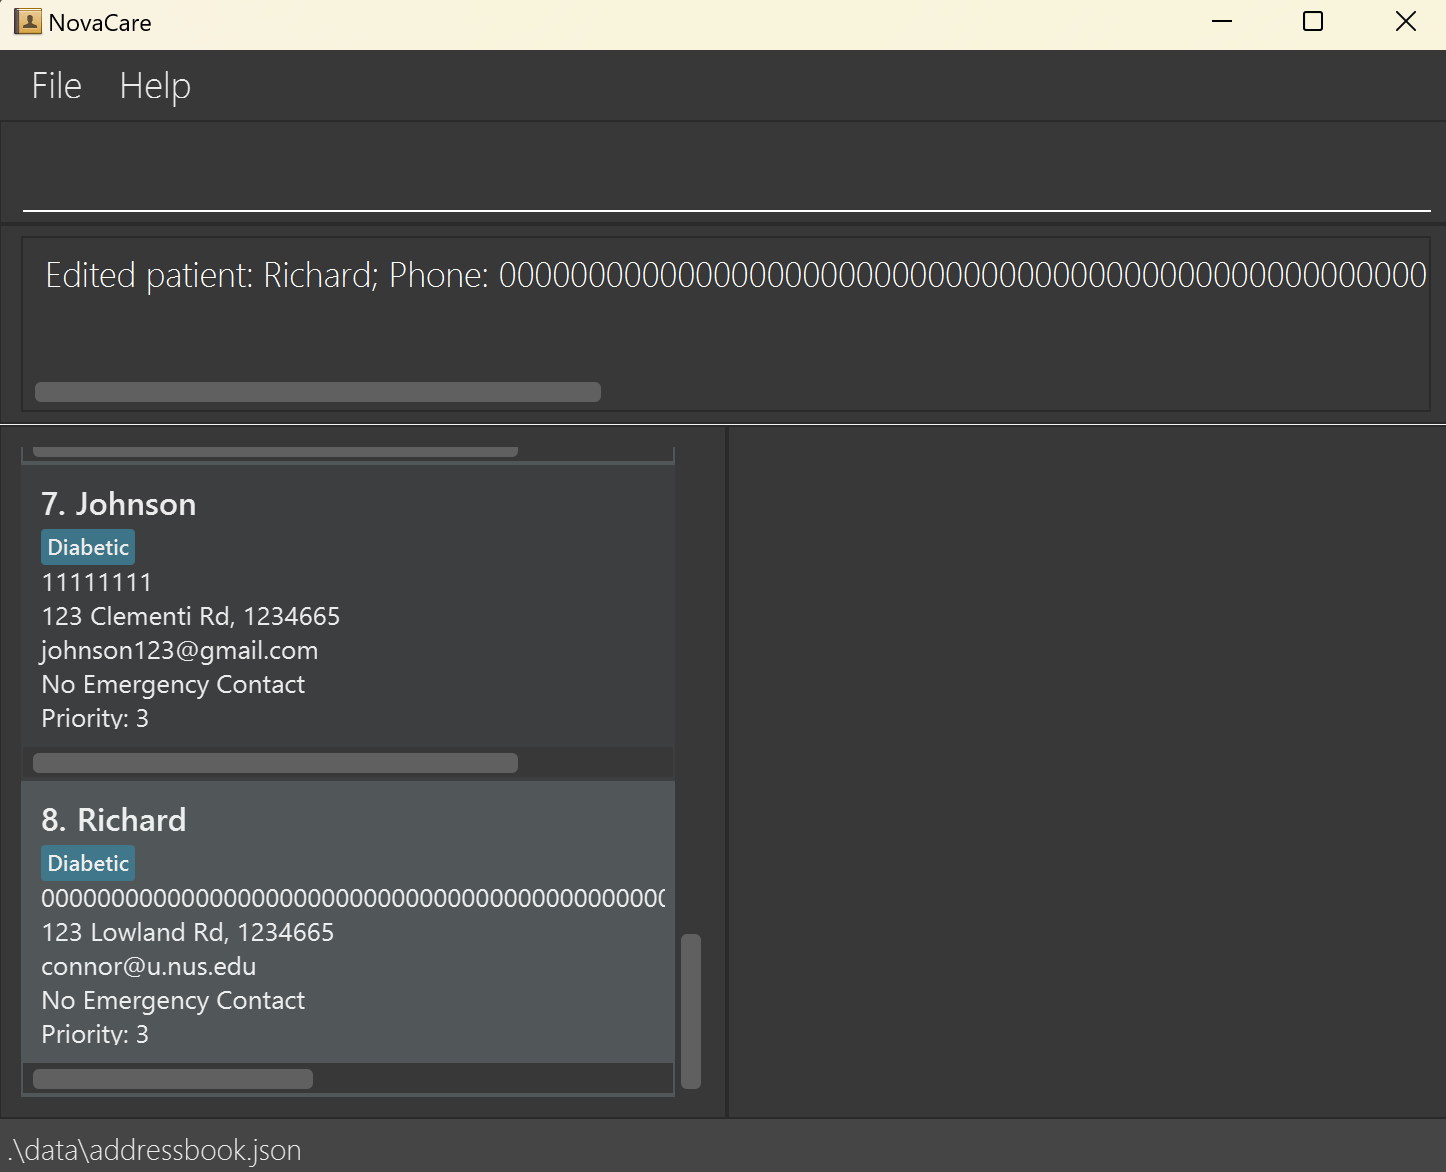 NovaCare
File Help
Edited patient: Richard; Phone: 00000000000000000000000000000000000000000000000000000
7. Johnson
Diabetic
11111111
123 Clementi Rd, 1234665
johnson123@gmail.com
No Emergency Contact
Priority: 3
8. Richard
Diabetic
000000000000000000000000000000000000000000000
123 Lowland Rd, 1234665
connor@u.nus.edu
No Emergency Contact
Priority: 3
.\data\addressbook.json